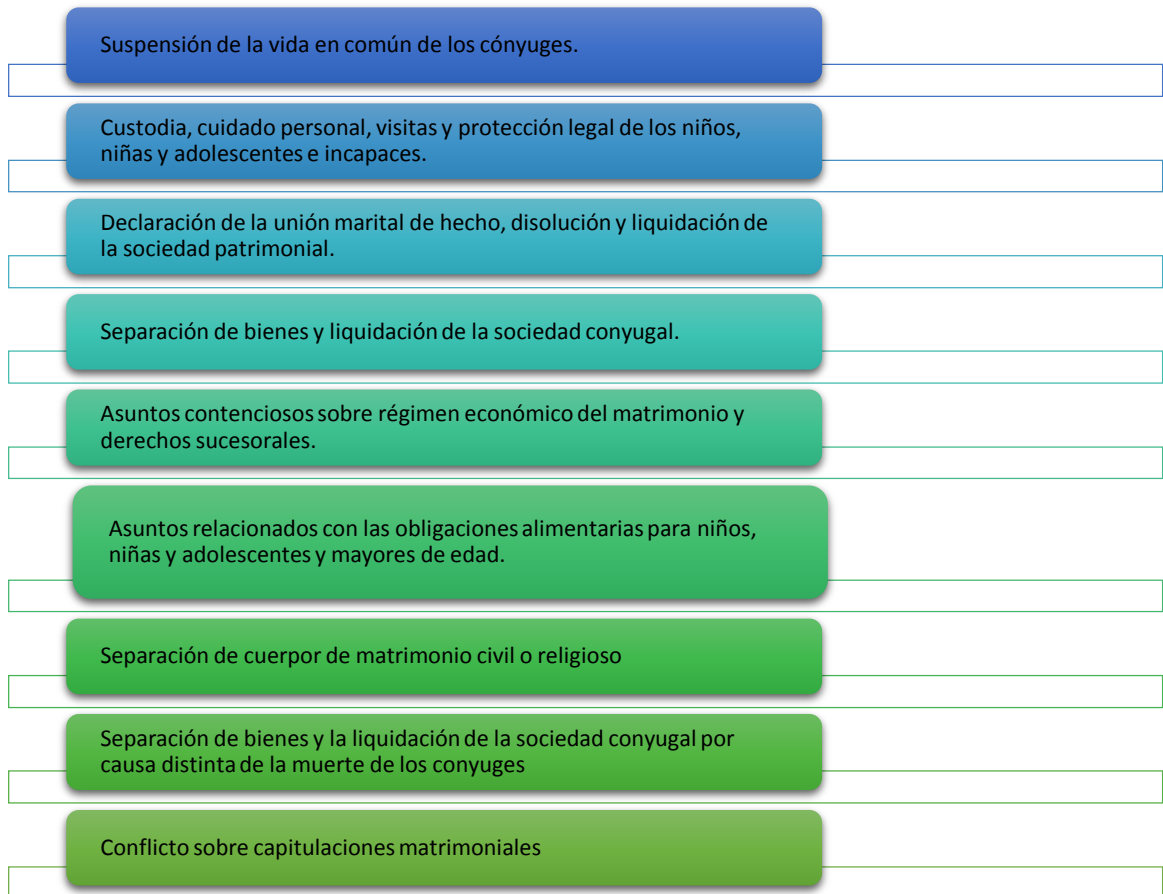 Suspensión de la vida en común de los cónyuges.
Custodia, cuidado personal, visitas y protección legal de los niños,
niñas y adolescentes e incapaces.
Declaración de la unión marital de hecho, disolución y liquidación de
la sociedad patrimonial.
Separación de bienes y liquidación de la sociedad conyugal.
Asuntos contenciosos sobre régimen económico del matrimonio y
derechos sucesorales.
Asuntos relacionados con las obligaciones alimentarias para niños,
niñas y adolescentes y mayores de edad.
Separación de cuerpor de matrimonio civil o religioso
Separación de bienes y la liquidación de la sociedad conyugal por
causa distinta de la muerte de los conyuges
Conflicto sobre capitulaciones matrimoniales